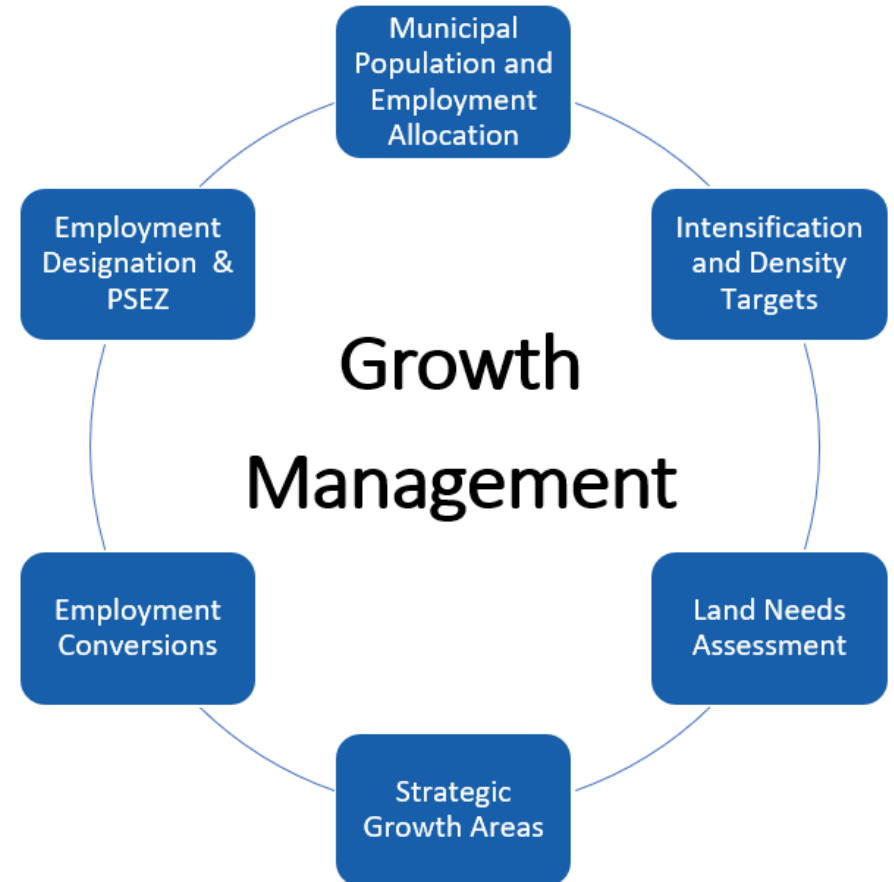 Municipal
Population and
Employment
Allocation
Intensification
and Density
Targets
Land Needs
Assessment
Strategic
Growth Areas
Employment
Conversions
Employment
Designation &
PSEZ
Growth
Management